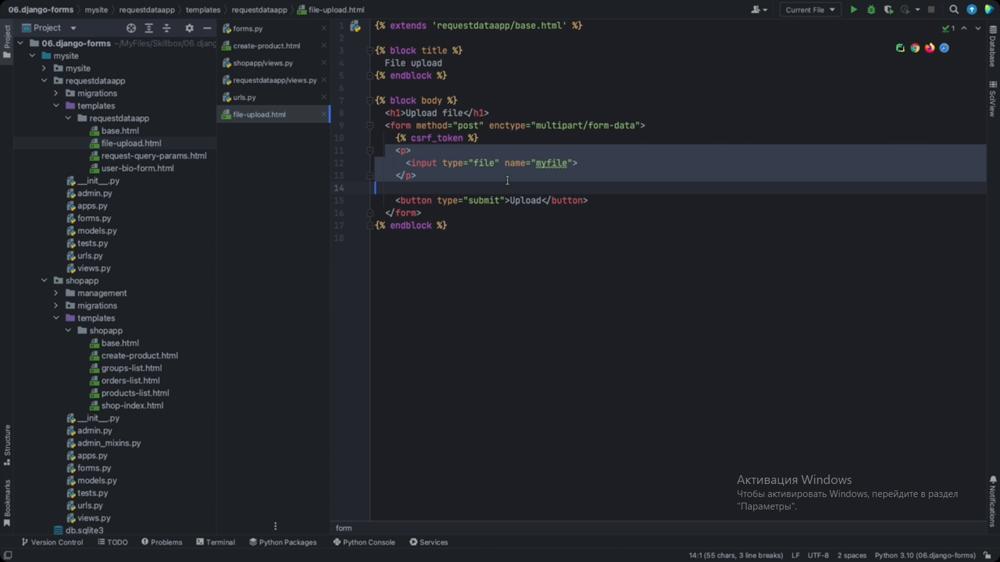 06.django-forms mysite requestdataapp templates requestdataapp file-upload.html
Current File
Project
Project
06.django-forms ~/MyFiles/Skillbox/06.djang
mysite
mysite
requestdataapp
migrations
templates
requestdataapp
base.html
file-upload.html
request-query-params.html
user-bio-form.html
__init__.py
admin.py
apps.py
forms.py
models.py
tests.py
urls.py
views.py
shopapp
management
migrations
templates
shopapp
base.html
create-product.html
groups-list.html
orders-list.html
products-list.html
shop-index.html
__init__.py
admin.py
admin_mixins.py
apps.py
forms.py
models.py
tests.py
urls.py
views.py
db.sqlite3
Structure
Bookmarks
forms.py
create-product.html
shopapp/views.py
requestdataapp/views.py
urls.py
file-upload.html
1 {% extends 'requestdataapp/base.html' %}
2
3 {% block title %}
4 File upload
5 {% endblock %}
6
7 {% block body %}
8 <h1>Upload file</h1>
9 <form method="post" enctype="multipart/form-data">
10 {% csrf_token %}
11 <p>
12 <input type="file" name="myfile">
13 </p>
14
15 <button type="submit">Upload</button>
16 </form>
17 {% endblock %}
18
1
Database
SciView
Notifications
Активация Windows
Чтобы активировать Windows, перейдите в раздел
"Параметры".
form
Version Control TODO Problems Terminal Python Packages Python Console Services
14:1 (55 chars, 3 line breaks) LF UTF-8 2 spaces Python 3.10 (06.django-forms)